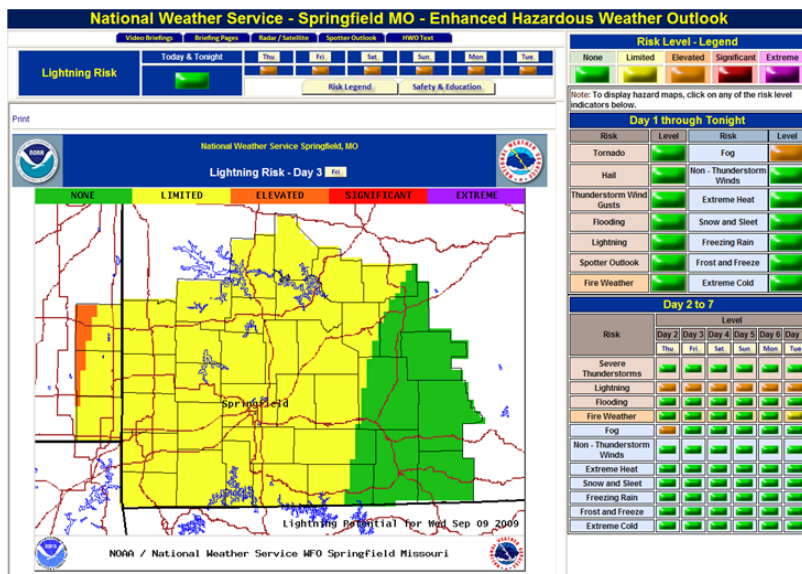 National Weather Service - Springfield MO - Enhanced Hazardous Weather Outlook
Video Briefings Briefing Pages Radar / Satellite Spotter Outlook HWO Text
Lightning Risk
Today & Tonight Thu. Fri. Sat. Sun Mon Tue
Risk Legend Safety & Education
Print
National Weather Service Springfield, MO
Lightning Risk - Day 3 Fri.
NOAA
NONE LIMITED ELEVATED SIGNIFICANT EXTREME
Springfield
Lightning Potential for Wed Sep 09 2009
NOAA / National Weather Service WFO Springfield Missouri
Risk Level - Legend
None Limited Elevated Significant Extreme
Note: To display hazard maps, click on any of the risk level
indicators below.
Day 1 through Tonight
Risk Level Risk Level
Tornado Fog
Hail Non - Thunderstorm
Winds
Thunderstorm Wind
Gusts Extreme Heat
Flooding Snow and Sleet
Lightning Freezing Rain
Spotter Outlook Frost and Freeze
Fire Weather Extreme Cold
Day 2 to 7
Risk Level
Day 2 Day 3 Day 4 Day 5 Day 6 Day
Thu Fri Sat Sun Mon Tue
Severe
Thunderstorms
Lightning
Flooding
Fire Weather
Fog
Non - Thunderstorm
Winds
Extreme Heat
Snow and Sleet
Freezing Rain
Frost and Freeze
Extreme Cold